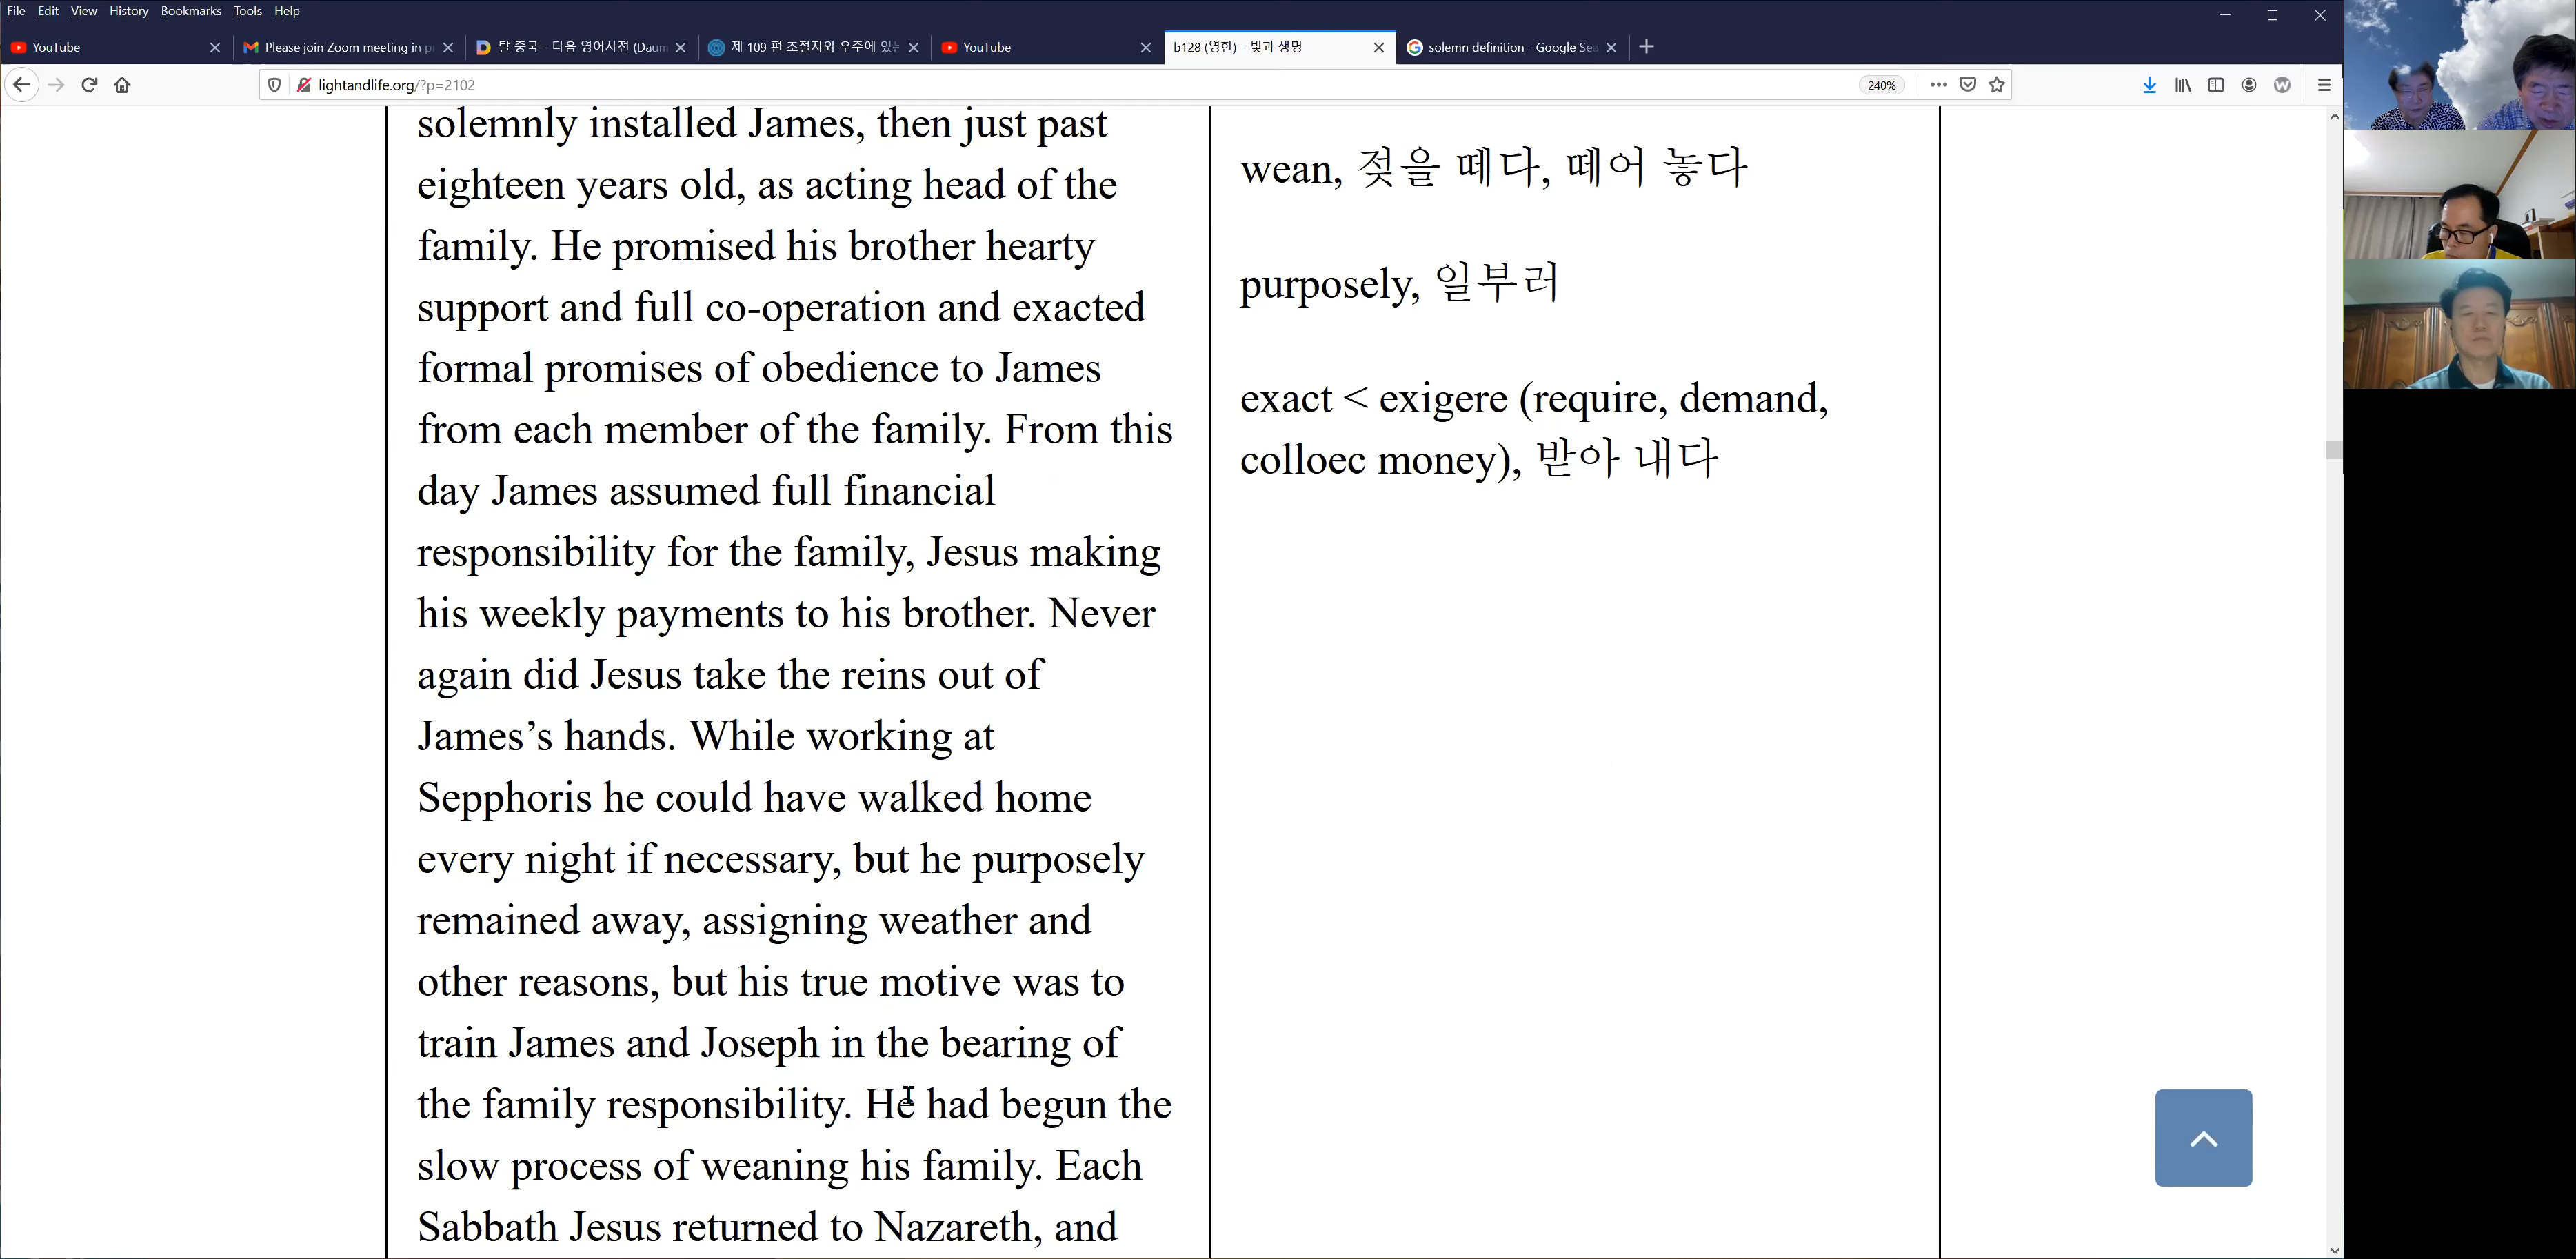 File Edit View History Bookmarks Tools Help
YouTube
Please join Zoom meeting in p
탈 중국 – 다음 영어사전 (Daum
제 109 편 조절자와 우주에 있는
YouTube
b128 (영한) – 빛과 생명
solemn definition - Google Sea
lightandlife.org/?p=2102
240%
solemnly installed James, then just past
eighteen years old, as acting head of the
family. He promised his brother hearty
support and full co-operation and exacted
formal promises of obedience to James
from each member of the family. From this
day James assumed full financial
responsibility for the family, Jesus making
his weekly payments to his brother. Never
again did Jesus take the reins out of
James’s hands. While working at
Sepphoris he could have walked home
every night if necessary, but he purposely
remained away, assigning weather and
other reasons, but his true motive was to
train James and Joseph in the bearing of
the family responsibility. He had begun the
slow process of weaning his family. Each
Sabbath Jesus returned to Nazareth, and
wean, 젖을 떼다, 떼어 놓다
purposely, 일부러
exact < exigere (require, demand,
colloec money), 받아 내다